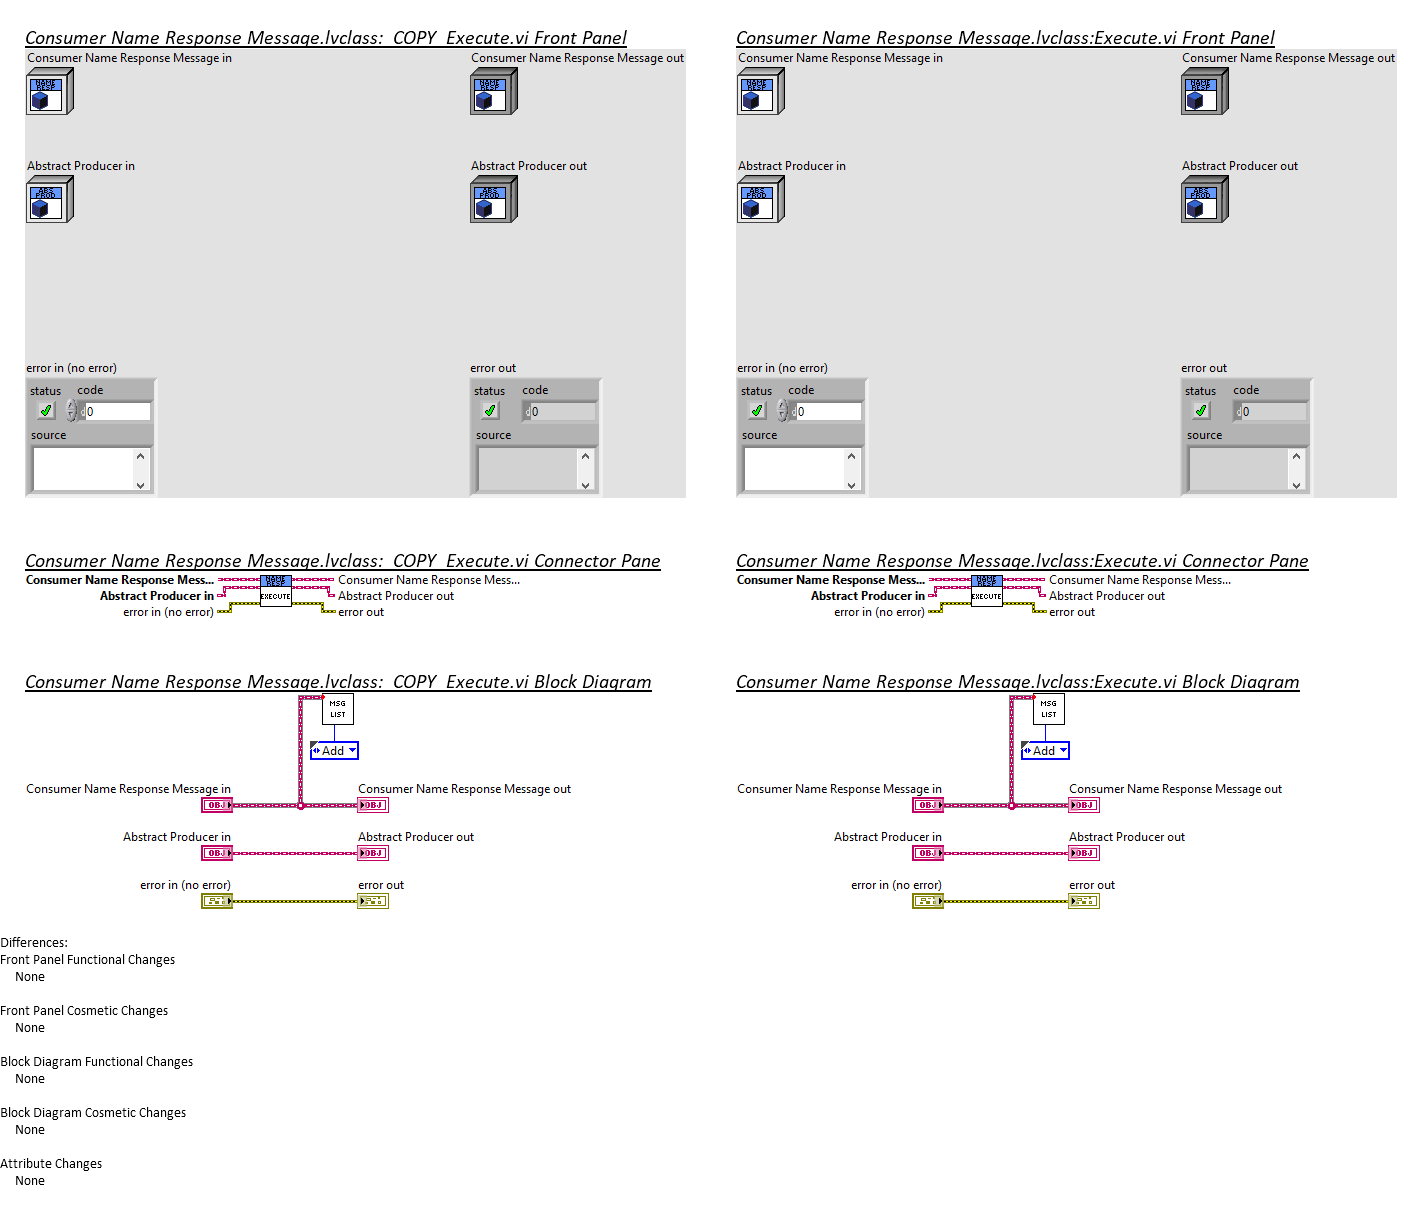 Consumer Name Response Message.lvclass:_COPY_Execute.vi Front Panel
Consumer Name Response Message in
Consumer Name Response Message out
NAME
RESP
NAME
RESP
Abstract Producer in
Abstract Producer out
ABS
PROD
ABS
PROD
error in (no error)
error out
status code
status code
d 0
d 0
source
source
Consumer Name Response Message.lvclass:Execute.vi Front Panel
Consumer Name Response Message in
Consumer Name Response Message out
NAME
RESP
NAME
RESP
Abstract Producer in
Abstract Producer out
ABS
PROD
ABS
PROD
error in (no error)
error out
status code
status code
d 0
d 0
source
source
Consumer Name Response Message.lvclass:_COPY_Execute.vi Connector Pane
Consumer Name Response Mess...
NAME
RESP
Consumer Name Response Mess...
Abstract Producer in
EXECUTE
Abstract Producer out
error in (no error)
error out
Consumer Name Response Message.lvclass:Execute.vi Connector Pane
Consumer Name Response Mess...
NAME
RESP
Consumer Name Response Mess...
Abstract Producer in
EXECUTE
Abstract Producer out
error in (no error)
error out
Consumer Name Response Message.lvclass:_COPY_Execute.vi Block Diagram
MSG
LIST
Add
Consumer Name Response Message in
Consumer Name Response Message out
OBJ
OBJ
Abstract Producer in
Abstract Producer out
OBJ
OBJ
error in (no error)
error out
Consumer Name Response Message.lvclass:Execute.vi Block Diagram
MSG
LIST
Add
Consumer Name Response Message in
Consumer Name Response Message out
OBJ
OBJ
Abstract Producer in
Abstract Producer out
OBJ
OBJ
error in (no error)
error out
Differences:
Front Panel Functional Changes
None
Front Panel Cosmetic Changes
None
Block Diagram Functional Changes
None
Block Diagram Cosmetic Changes
None
Attribute Changes
None